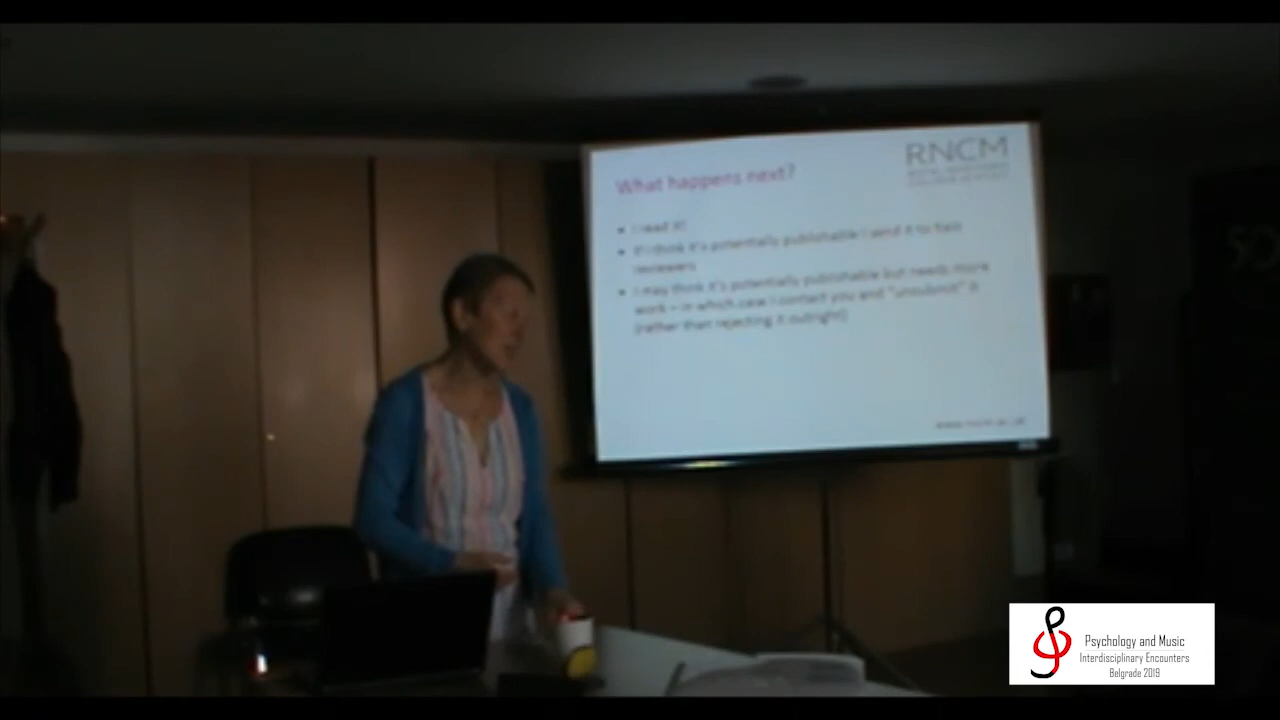 RNCM
What happens next?
• I read it!
• If I think it's potentially publishable I send it to two
reviewers
• I may think it's potentially publishable but needs more
work – in which case I contact you and "unsubmit" it
(rather than rejecting it outright)
Psychology and Music
Interdisciplinary Encounters
Belgrade 2019